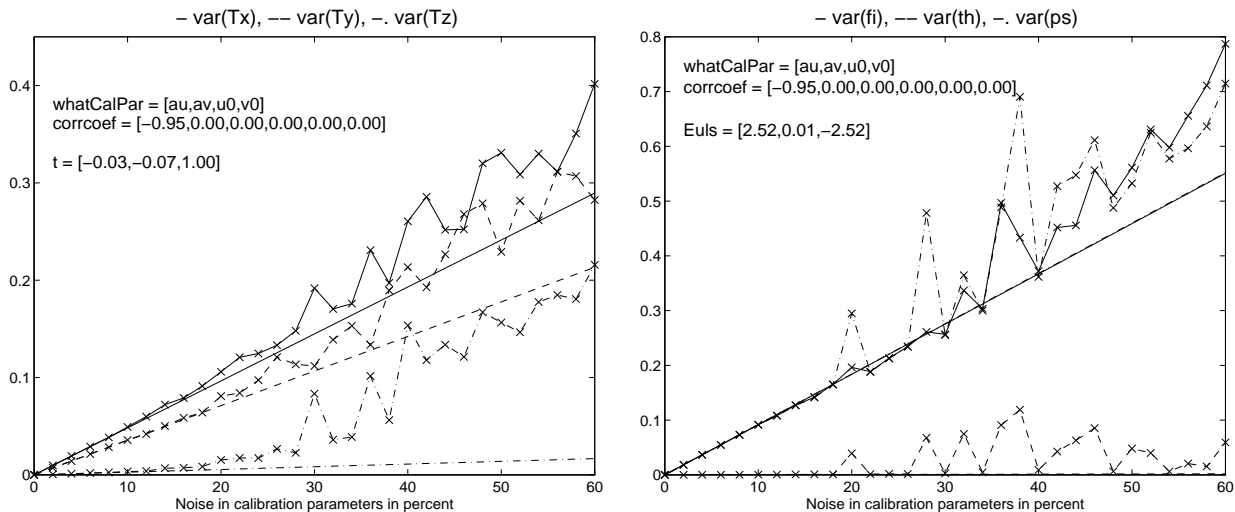 – var(Tx), –– var(Ty), –. var(Tz)
0.4
0.3
0.2
0.1
0
whatCalPar = [au,av,u0,v0]
corrcoef = [–0.95,0.00,0.00,0.00,0.00,0.00]
t = [–0.03,–0.07,1.00]
0 10 20 30 40 50 60
Noise in calibration parameters in percent
– var(fi), –– var(th), –. var(ps)
0.8
0.7
0.6
0.5
0.4
0.3
0.2
0.1
0
whatCalPar = [au,av,u0,v0]
corrcoef = [–0.95,0.00,0.00,0.00,0.00,0.00]
Euls = [2.52,0.01,–2.52]
0 10 20 30 40 50 60
Noise in calibration parameters in percent